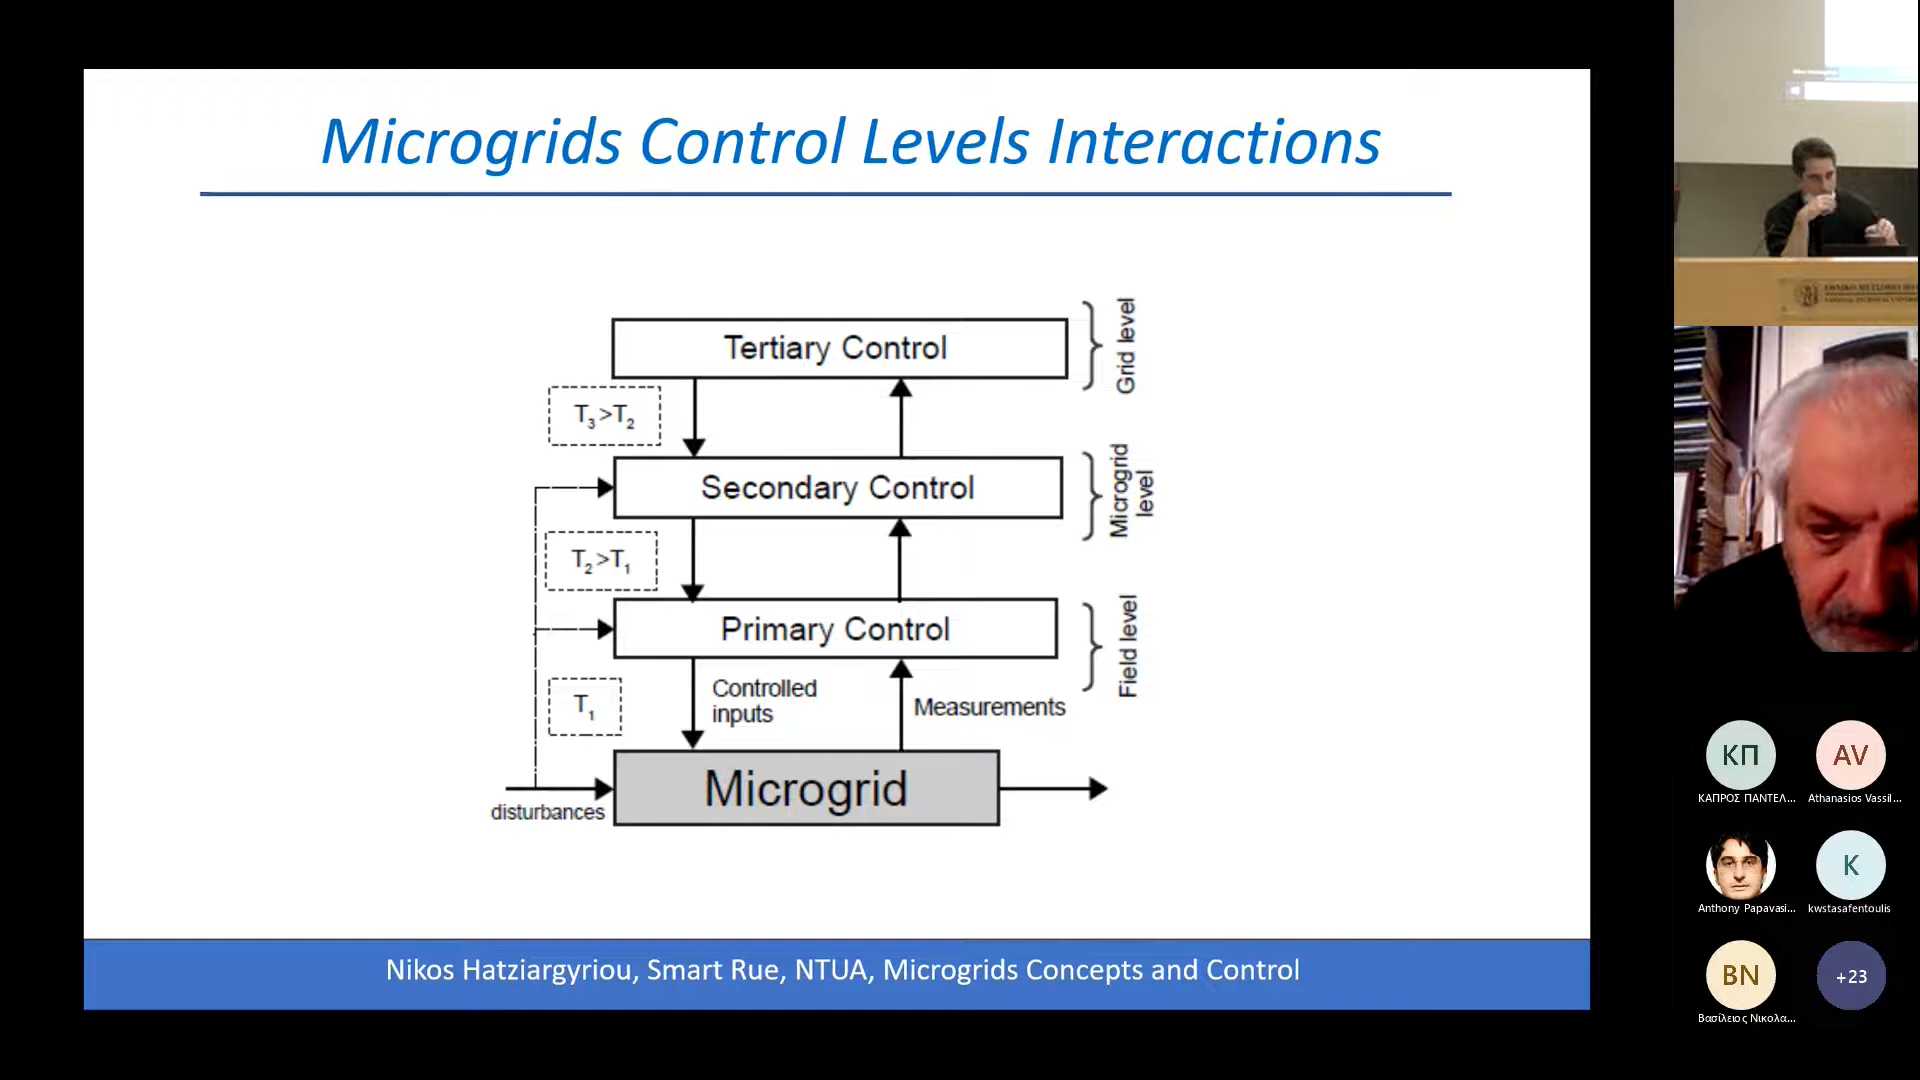 Microgrids Control Levels Interactions
Tertiary Control
Grid level
T3>T2
Secondary Control
Microgrid
level
T2>T1
Primary Control
Field level
T1
Controlled
inputs
Measurements
Microgrid
disturbances
Nikos Hatziargyriou, Smart Rue, NTUA, Microgrids Concepts and Control
ΚΠ
AV
ΚΑΠΡΟΣ ΠΑΝΤΕΛ...
Athanasios Vassil...
K
Anthony Papavasi...
kwstasafentoulis
BN
+23
Βασίλειος Νικολα...